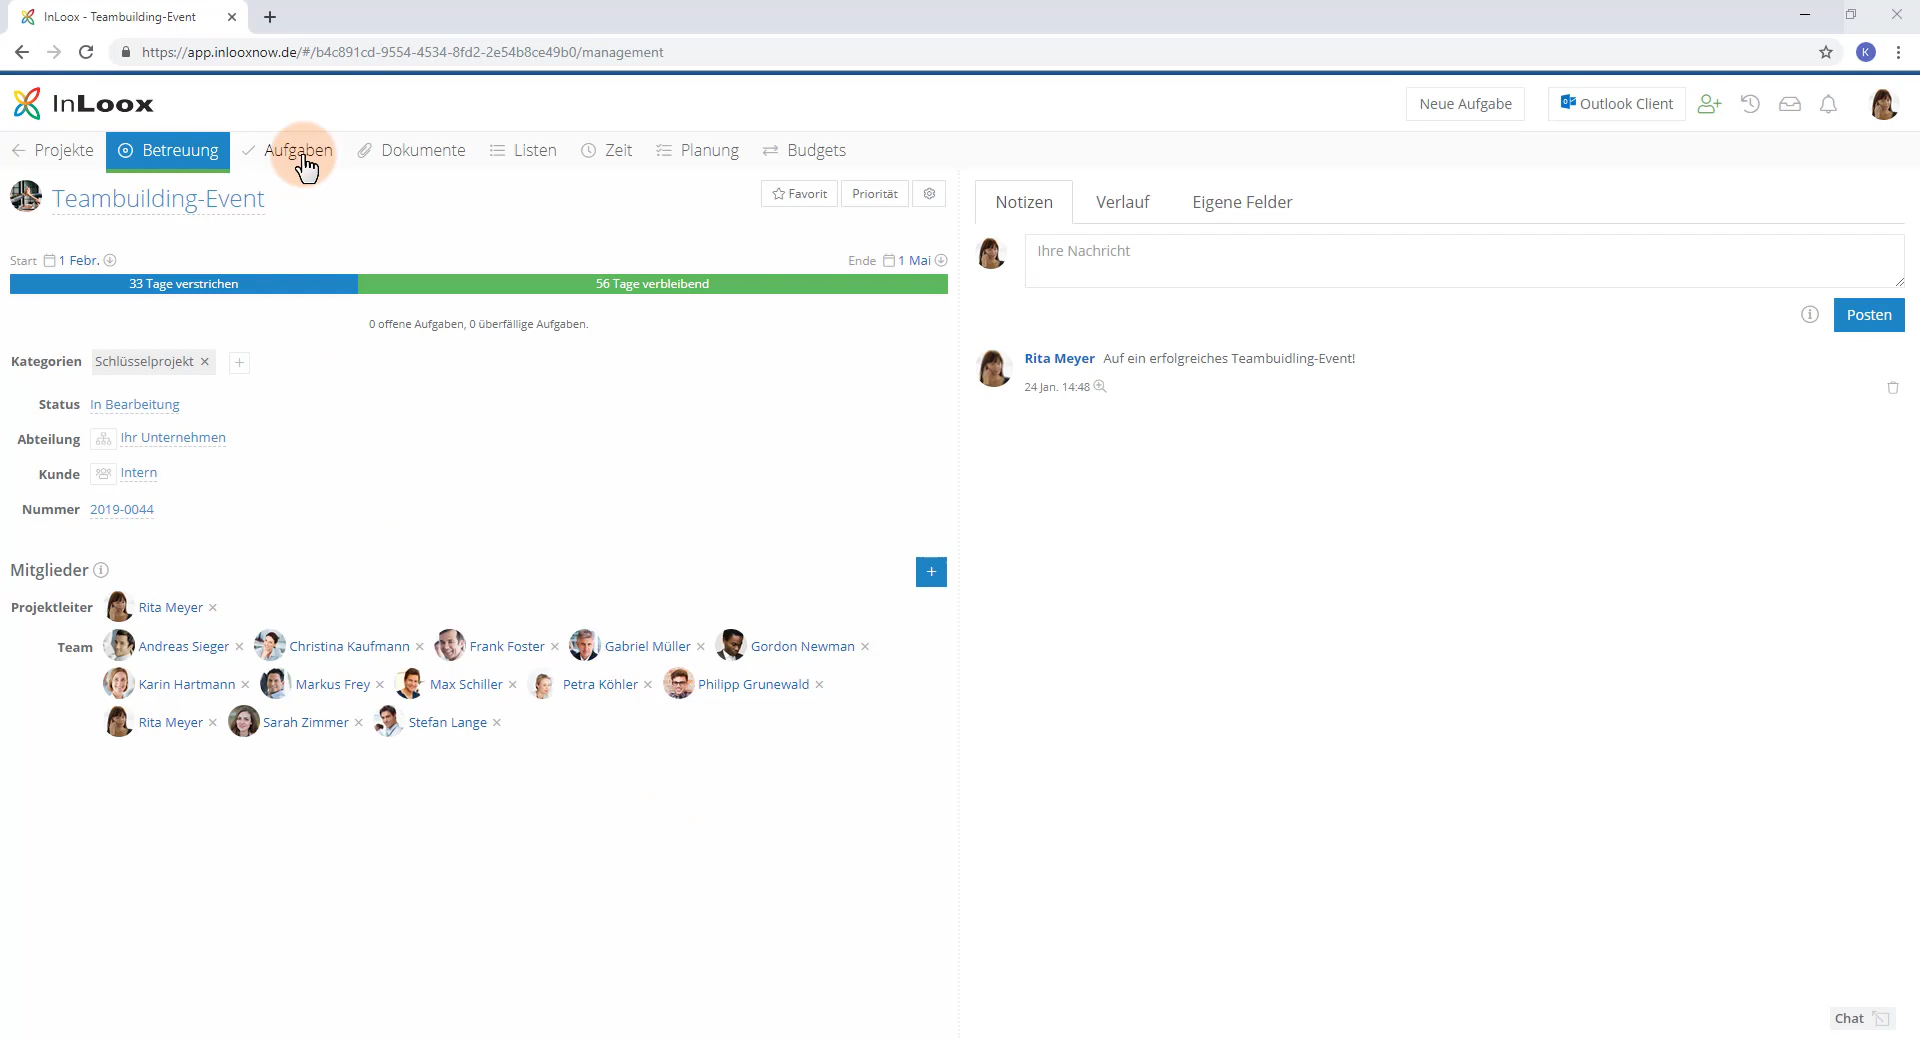 InLoox - Teambuilding-Event
https://app.inlooxnow.de/#/b4c891cd-9554-4534-8fd2-2e54b8ce49b0/management
K
InLoox
Neue Aufgabe
Outlook Client
Projekte Betreuung Aufgaben Dokumente Listen Zeit Planung Budgets
Teambuilding-Event
Favorit Priorität
Start 1 Febr. Ende 1 Mai
33 Tage verstrichen 56 Tage verbleibend
0 offene Aufgaben, 0 überfällige Aufgaben.
Kategorien Schlüsselprojekt
Status In Bearbeitung
Abteilung Ihr Unternehmen
Kunde Intern
Nummer 2019-0044
Mitglieder
Projektleiter Rita Meyer
Team Andreas Sieger Christina Kaufmann Frank Foster Gabriel Müller Gordon Newman
Karin Hartmann Markus Frey Max Schiller Petra Köhler Philipp Grunewald
Rita Meyer Sarah Zimmer Stefan Lange
Notizen Verlauf Eigene Felder
Ihre Nachricht
Posten
Rita Meyer Auf ein erfolgreiches Teambuidling-Event!
24 Jan. 14:48
Chat